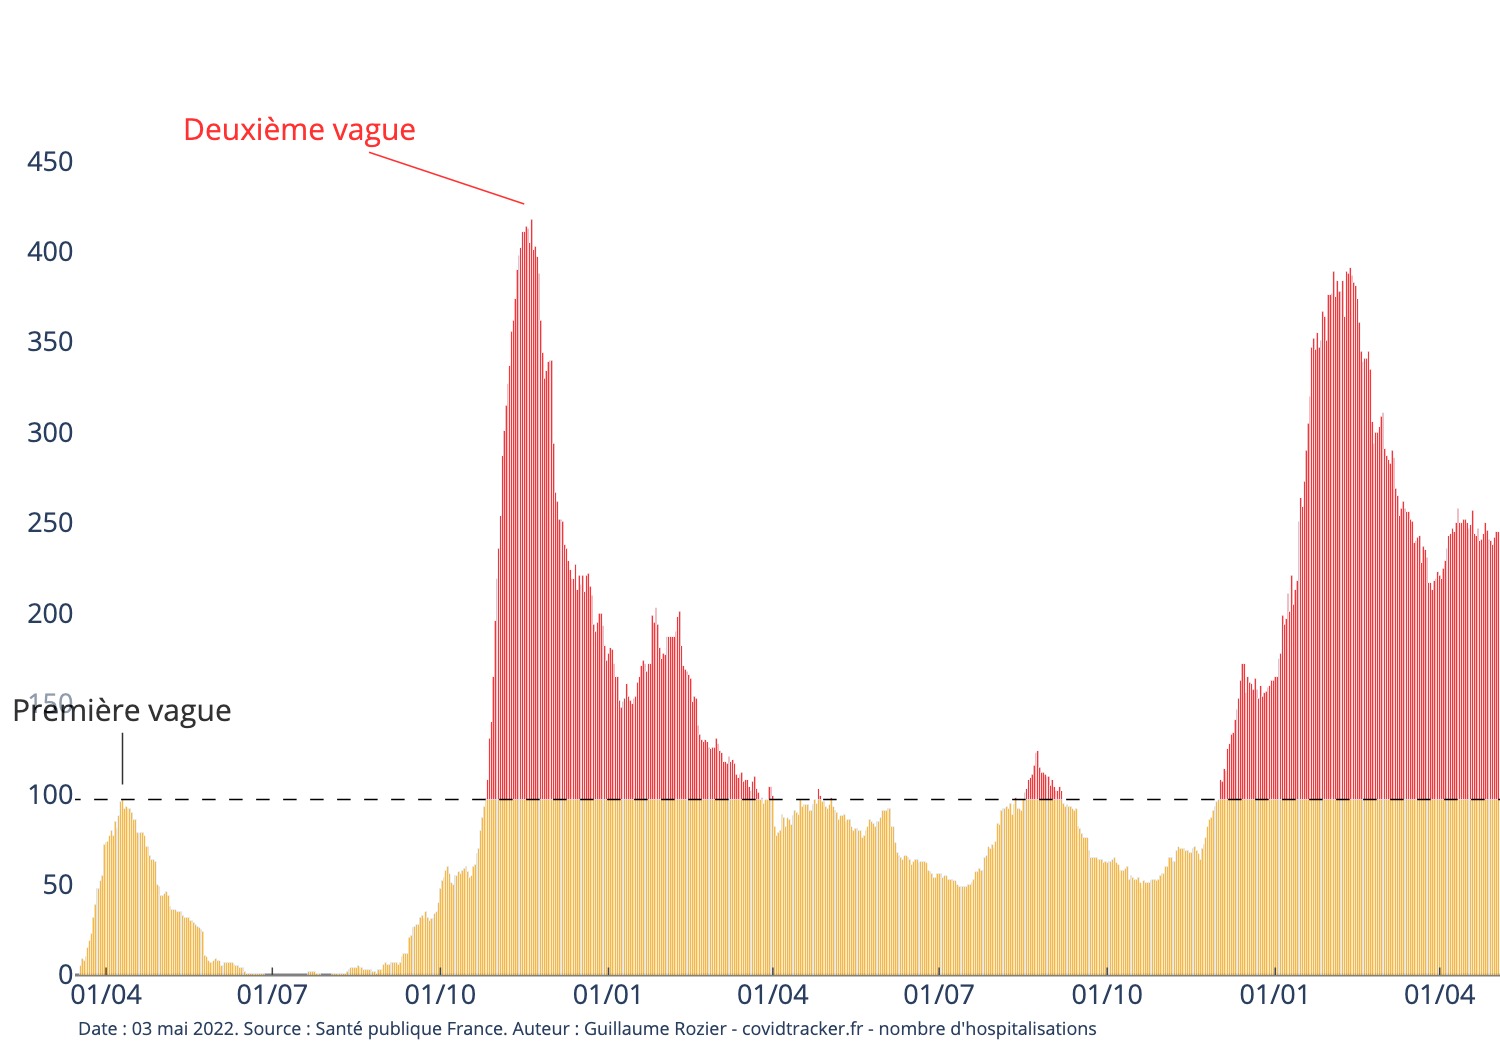 Deuxième vague
450
400
350
300
250
200
150
Première vague
100
50
0
01/04 01/07 01/10 01/01 01/04 01/07 01/10 01/01 01/04
Date : 03 mai 2022. Source : Santé publique France. Auteur : Guillaume Rozier - covidtracker.fr - nombre d'hospitalisations